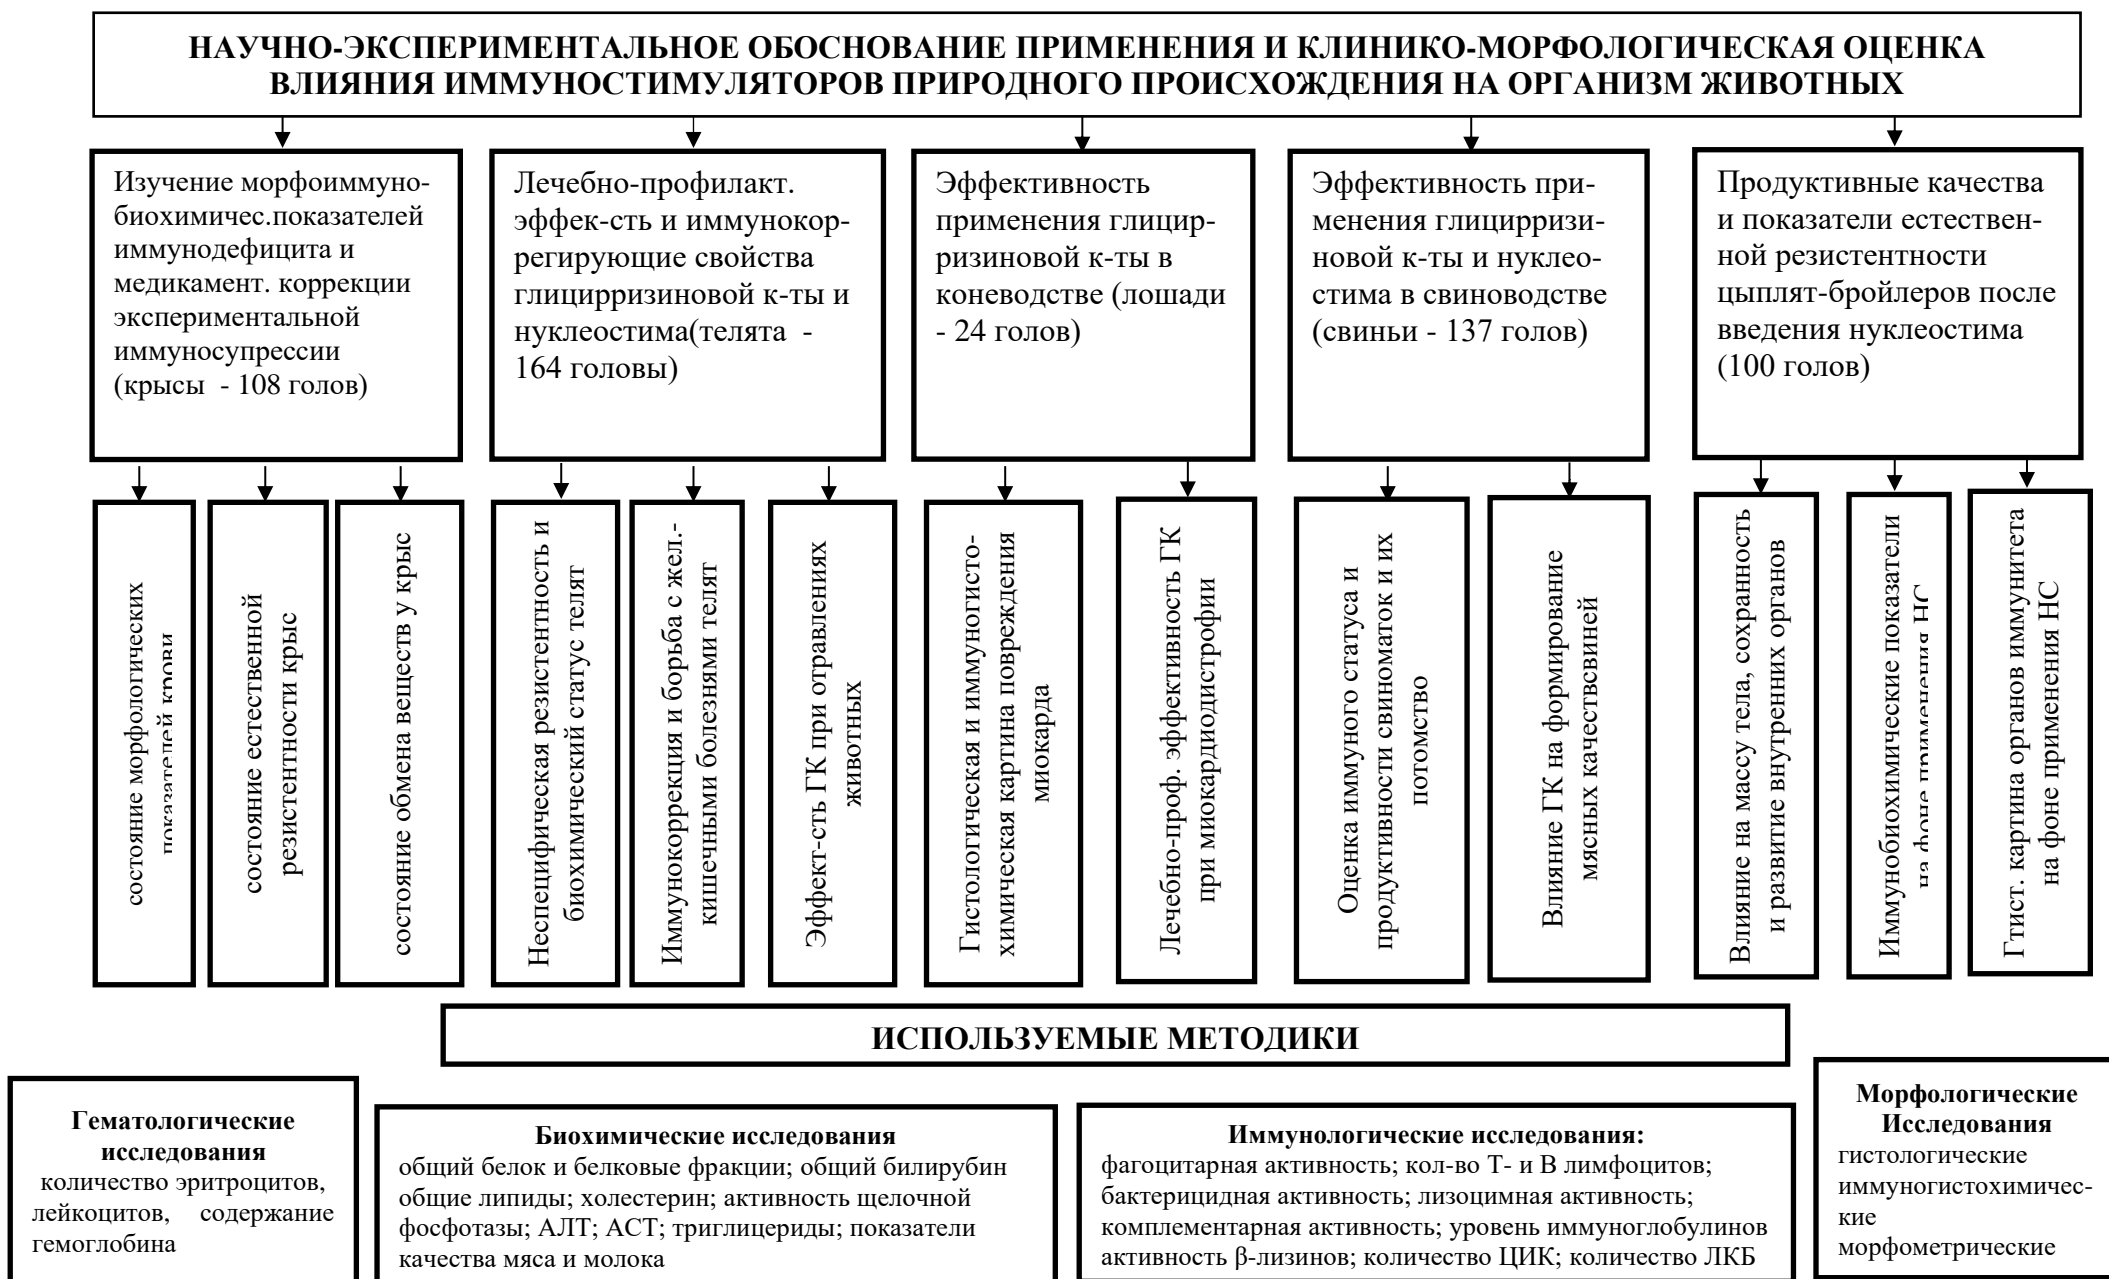 НАУЧНО-ЭКСПЕРИМЕНТАЛЬНОЕ ОБОСНОВАНИЕ ПРИМЕНЕНИЯ И КЛИНИКО-МОРФОЛОГИЧЕСКАЯ ОЦЕНКА
ВЛИЯНИЯ ИММУНОСТИМУЛЯТОРОВ ПРИРОДНОГО ПРОИСХОЖДЕНИЯ НА ОРГАНИЗМ ЖИВОТНЫХ
Изучение морфоиммуно-
биохимичес.показателей
иммунодефицита и
медикамент. коррекции
экспериментальной
иммуносупрессии
(крысы - 108 голов)
Лечебно-профилакт.
эффек-сть и иммунокор-
регирующие свойства
глицирризиновой к-ты и
нуклеостима(телята -
164 головы)
Эффективность
применения глицир-
ризиновой к-ты в
коневодстве (лошади
- 24 голов)
Эффективность при-
менения глицирризи-
новой к-ты и нуклео-
стима в свиноводстве
(свиньи - 137 голов)
Продуктивные качества
и показатели естествен-
ной резистентности
цыплят-бройлеров после
введения нуклеостима
(100 голов)
состояние морфологических
показателей крови
состояние естественной
резистентности крыс
состояние обмена веществ у крыс
Неспецифическая резистентность и
биохимический статус телят
Иммунокоррекция и борьба с жел.-
кишечными болезнями телят
Эффект-сть ГК при отравлениях
животных
Гистологическая и иммуногисто-
химическая картина повреждения
миокарда
Лечебно-проф. эффективность ГК
при миокардиодистрофии
Оценка иммуного статуса и
продуктивности свиноматок и их
потомство
Влияние ГК на формирование
мясных качествсвиней
Влияние на массу тела, сохранность
и развитие внутренних органов
Иммунобиохимические показатели
на фоне применения НС
Гтист. картина органов иммунитета
на фоне применения НС
ИСПОЛЬЗУЕМЫЕ МЕТОДИКИ
Гематологические
исследования
количество эритроцитов,
лейкоцитов, содержание
гемоглобина
Биохимические исследования
общий белок и белковые фракции; общий билирубин
общие липиды; холестерин; активность щелочной
фосфотазы; АЛТ; АСТ; триглицериды; показатели
качества мяса и молока
Иммунологические исследования:
фагоцитарная активность; кол-во Т- и В лимфоцитов;
бактерицидная активность; лизоцимная активность;
комплементарная активность; уровень иммуноглобулинов
активность β-лизинов; количество ЦИК; количество ЛКБ
Морфологические
Исследования
гистологические
иммуногистохимичес-
кие
морфометрические